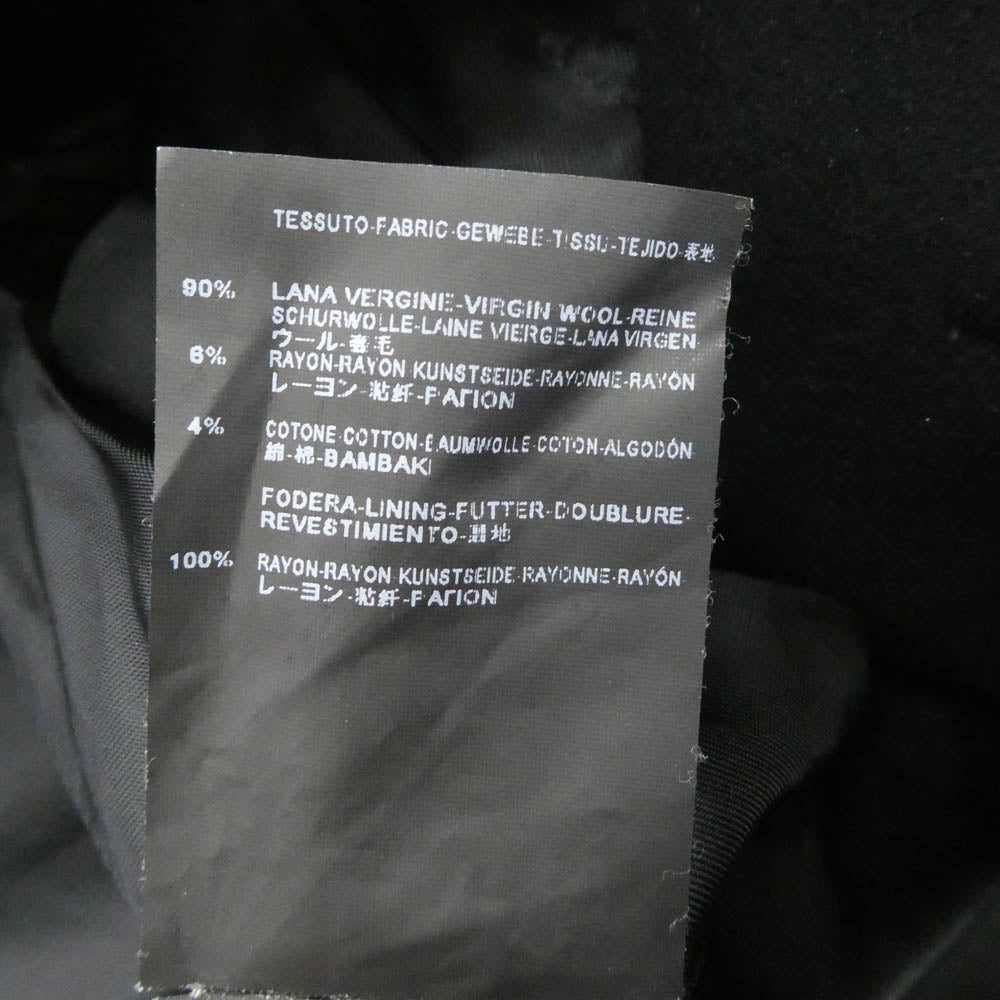 TESSUTO-FABRIC-GEWEBE-TISSU-TEJIDO-表地
90% LANA VERGINE-VIRGIN WOOL-REINE
SCHURWOLLE-LAINE VIERGE-LANA VIRGEN-
ウール-羊毛
6% RAYON-RAYON KUNSTSEIDE-RAYONNE-RAYÓN
レーヨン-粘纤-ΡΑΓΙΟΝ
4% COTONE-COTTON-BAUMWOLLE-COTON-ALGODÓN
綿-棉-BAMBAKI
FODERA-LINING-FUTTER-DOUBLURE-
REVESTIMIENTO-裏地
100% RAYON-RAYON KUNSTSEIDE-RAYONNE-RAYÓN-
レーヨン-粘纤-ΡΑΓΙΟΝ